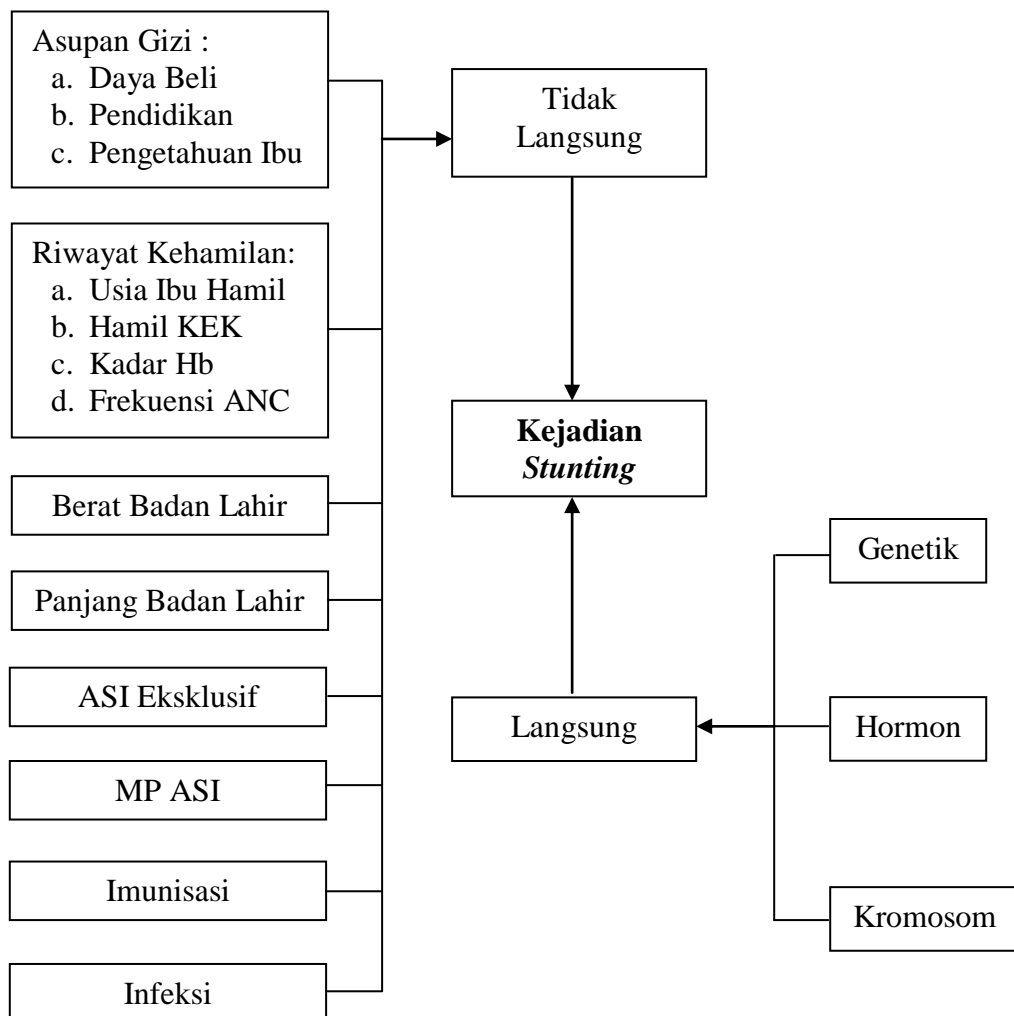 Asupan Gizi :
a. Daya Beli
b. Pendidikan
c. Pengetahuan Ibu
Tidak
Langsung
Riwayat Kehamilan:
a. Usia Ibu Hamil
b. Hamil KEK
c. Kadar Hb
d. Frekuensi ANC
Kejadian
Stunting
Berat Badan Lahir
Panjang Badan Lahir
ASI Eksklusif
MP ASI
Imunisasi
Infeksi
Langsung
Genetik
Hormon
Kromosom